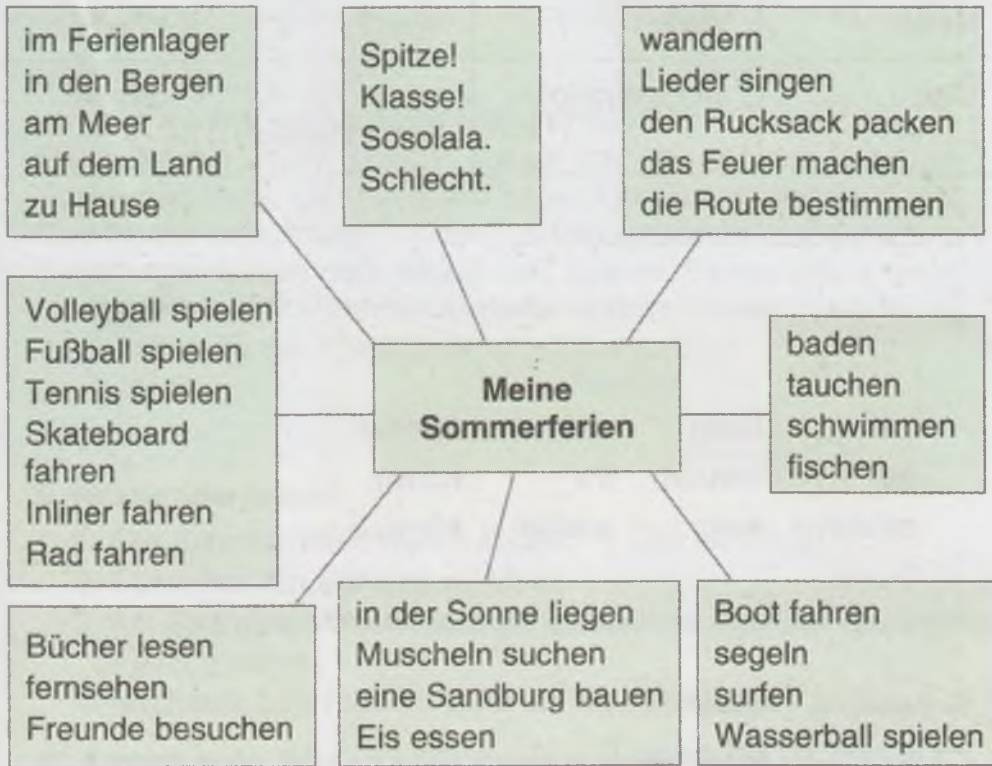 im Ferienlager
in den Bergen
am Meer
auf dem Land
zu Hause
Spitze!
Klasse!
Sosolala.
Schlecht.
wandern
Lieder singen
den Rucksack packen
das Feuer machen
die Route bestimmen
Volleyball spielen
Fußball spielen
Tennis spielen
Skateboard
fahren
Inliner fahren
Rad fahren
Meine
Sommerferien
baden
tauchen
schwimmen
fischen
Bücher lesen
fernsehen
Freunde besuchen
in der Sonne liegen
Muscheln suchen
eine Sandburg bauen
Eis essen
Boot fahren
segeln
surfen
Wasserball spielen